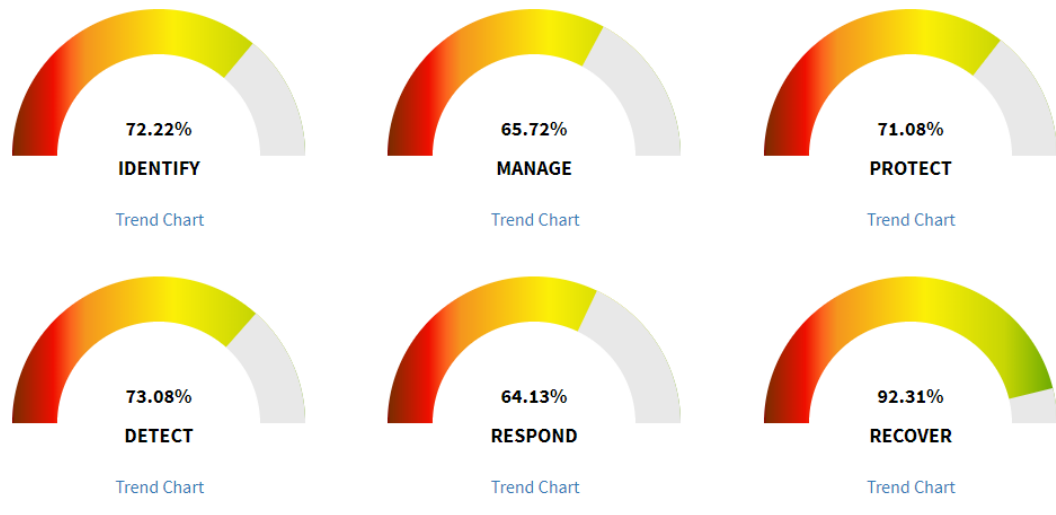 72.22%
IDENTIFY
Trend Chart
65.72%
MANAGE
Trend Chart
71.08%
PROTECT
Trend Chart
73.08%
DETECT
Trend Chart
64.13%
RESPOND
Trend Chart
92.31%
RECOVER
Trend Chart